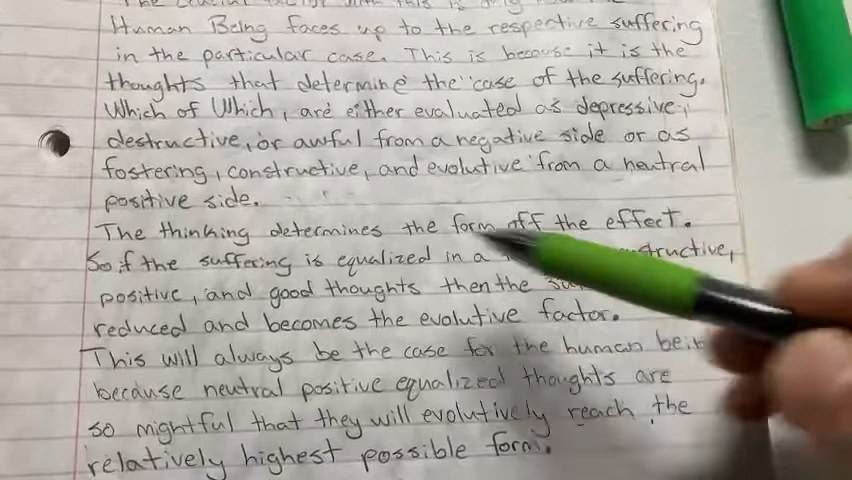 Human Being faces up to the respective suffering
in the particular case. This is because it is the
thoughts that determine the case of the suffering.
Which of Which, are either evaluated as depressive,
destructive, or awful from a negative side or as
fostering, constructive, and evolutive from a neutral
positive side.
The thinking determines the form off the effect.
So if the suffering is equalized in a
positive, and good thoughts then the
reduced and becomes the evolutive factor.
This will always be the case for the human
because neutral positive equalized thoughts are
so mightful that they will evolutively reach the
relatively highest possible form.